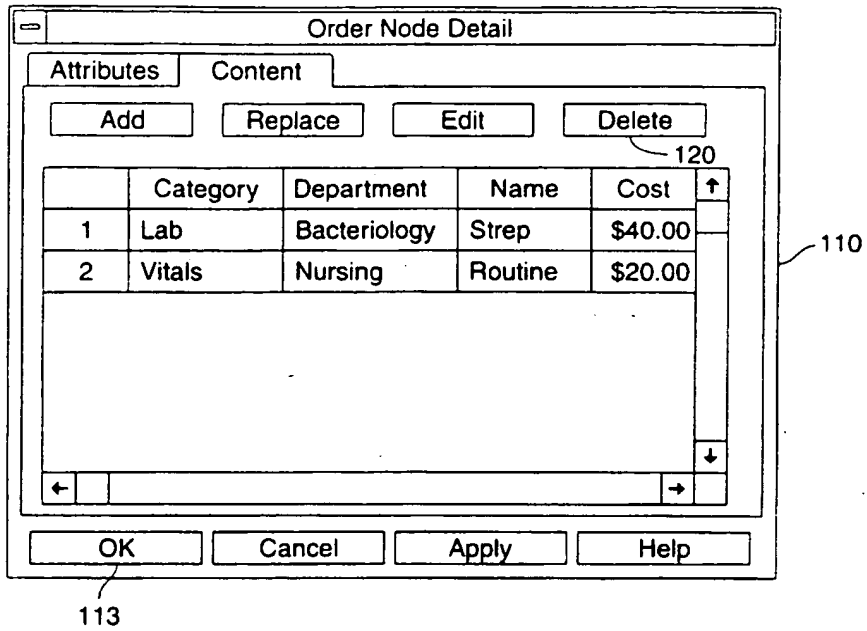 Order Node Detail
Attributes Content
Add Replace Edit Delete
120
Category Department Name Cost
1 Lab Bacteriology Strep $40.00
110
2 Vitals Nursing Routine $20.00
OK Cancel Apply Help
113